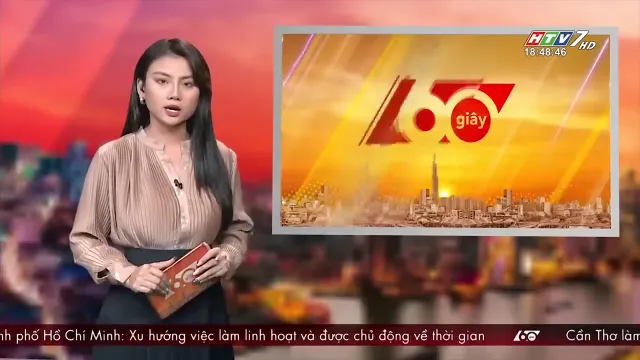 HTV7 HD
18:48:46
60 giây
nh phố Hồ Chí Minh: Xu hướng việc làm linh hoạt và được chủ động về thời gian 60 Cần Thơ làm